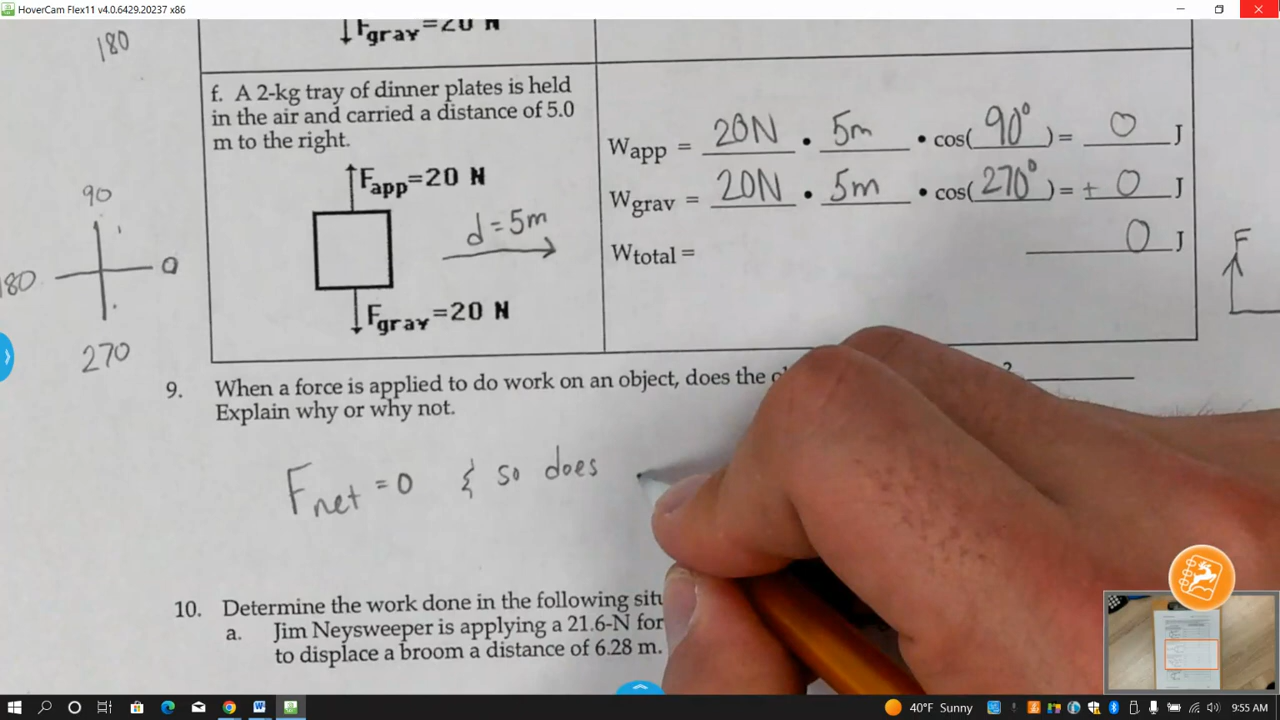 HoverCam Flex11 v4.0.6429.20237 x86
180
Fgrav=20 N
f. A 2-kg tray of dinner plates is held
in the air and carried a distance of 5.0
m to the right.
Fapp=20 N
d = 5m
Fgrav=20 N
90
180
0
270
Wapp = 20N • 5m • cos(90°) = 0 J
Wgrav = 20N • 5m • cos(270°) = + 0 J
Wtotal = 0 J
F
9. When a force is applied to do work on an object, does the
?
Explain why or why not.
Fnet = 0 & so does
10. Determine the work done in the following
a. Jim Neysweeper is applying a 21.6-N
to displace a broom a distance of 6.28 m.
40°F Sunny
9:55 AM